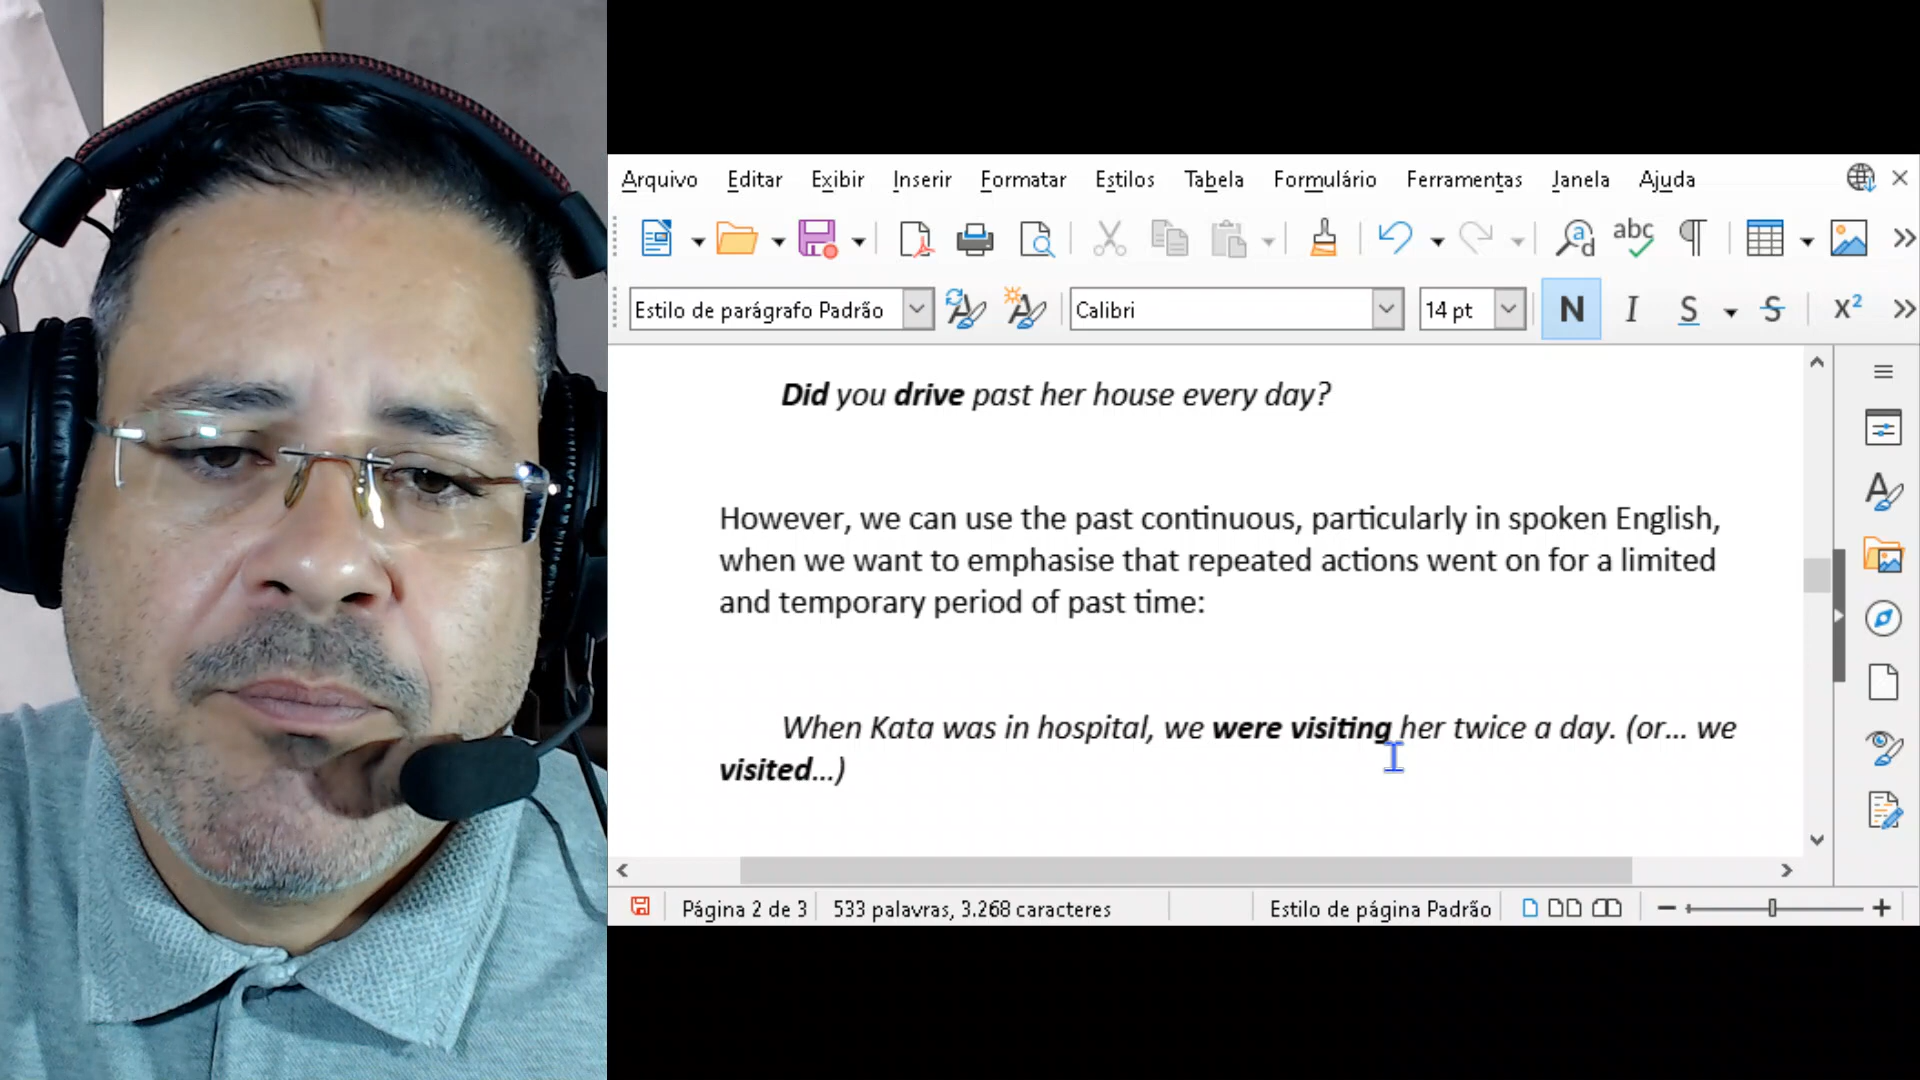 Arquivo Editar Exibir Inserir Formatar Estilos Tabela Formulário Ferramentas Janela Ajuda
abc
Estilo de parágrafo Padrão Calibri 14 pt N I S S X²
Did you drive past her house every day?
However, we can use the past continuous, particularly in spoken English,
when we want to emphasise that repeated actions went on for a limited
and temporary period of past time:
When Kata was in hospital, we were visiting her twice a day. (or... we
visited...)
Página 2 de 3 533 palavras, 3.268 caracteres Estilo de página Padrão